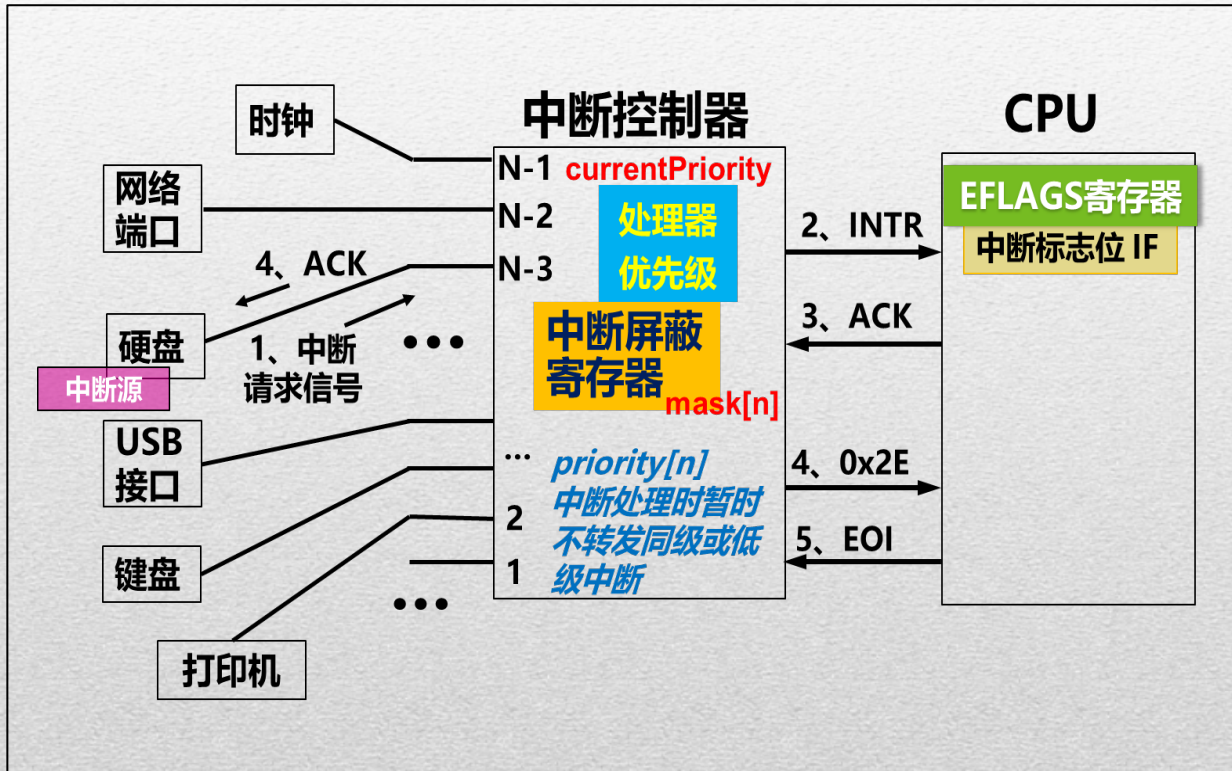 时钟
网络
端口
4、ACK
硬盘
中断源
1、中断
请求信号
•••
USB
接口
键盘
打印机
•••
中断控制器
N-1 currentPriority
N-2
N-3
处理器
优先级
中断屏蔽
寄存器
mask[n]
...
2
1
priority[n]
中断处理时暂时
不转发同级或低
级中断
2、INTR
3、ACK
4、0x2E
5、EOI
CPU
EFLAGS寄存器
中断标志位 IF